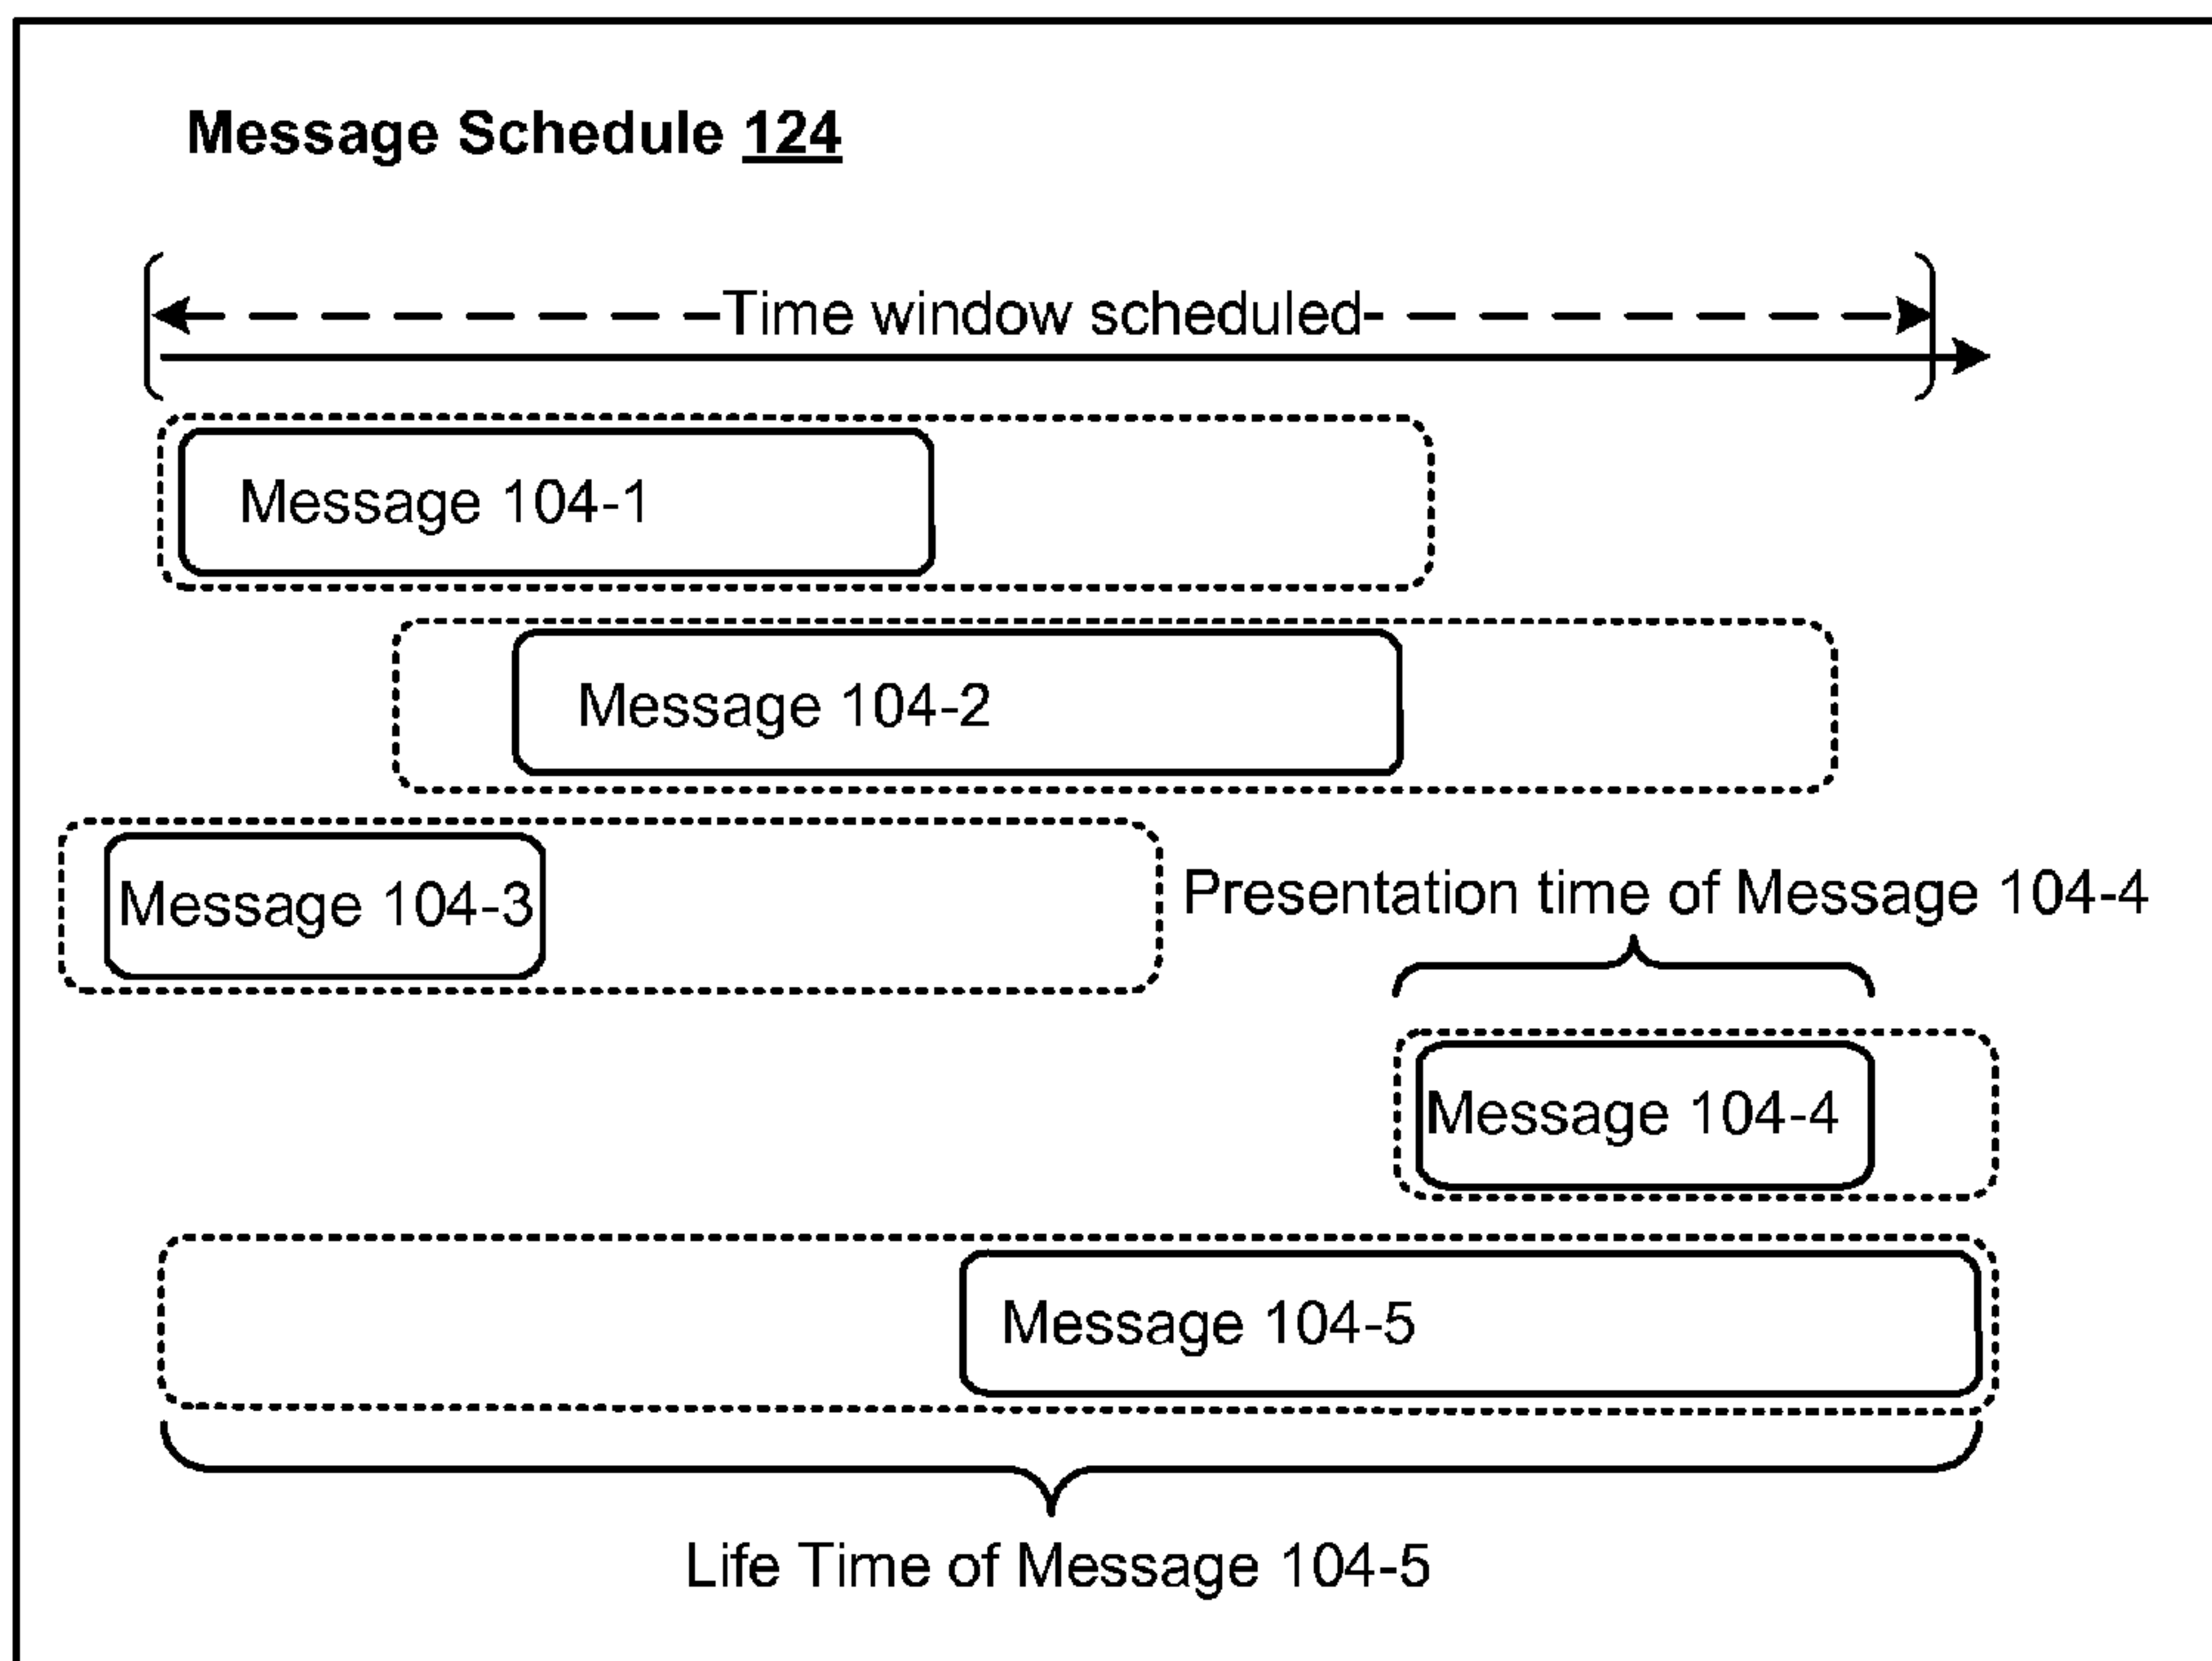 Message Schedule 124
Time window scheduled
Message 104-1
Message 104-2
Message 104-3
Presentation time of Message 104-4
Message 104-4
Message 104-5
Life Time of Message 104-5